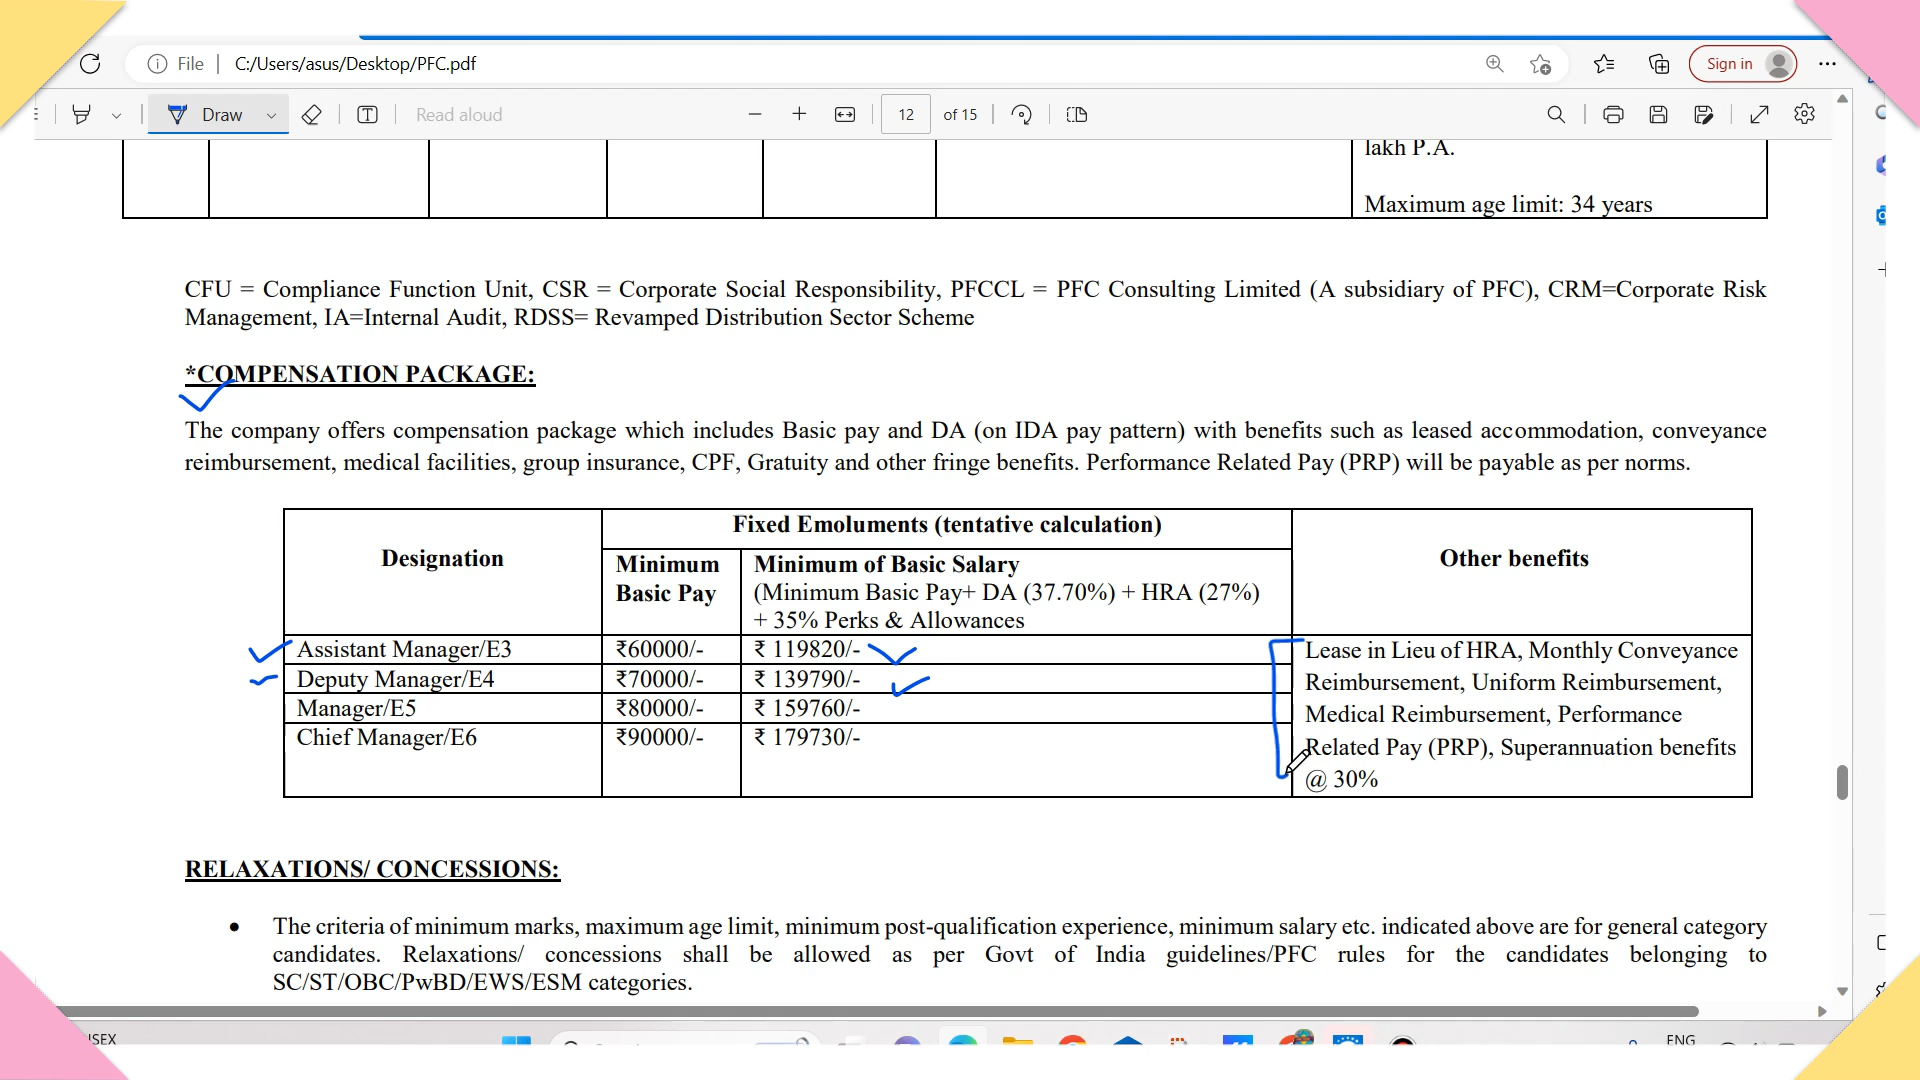 File
C:/Users/asus/Desktop/PFC.pdf
Sign in
Draw
Read aloud
12
of 15
lakh P.A.
Maximum age limit: 34 years
CFU = Compliance Function Unit, CSR = Corporate Social Responsibility, PFCCL = PFC Consulting Limited (A subsidiary of PFC), CRM=Corporate Risk
Management, IA=Internal Audit, RDSS= Revamped Distribution Sector Scheme
*COMPENSATION PACKAGE:
The company offers compensation package which includes Basic pay and DA (on IDA pay pattern) with benefits such as leased accommodation, conveyance
reimbursement, medical facilities, group insurance, CPF, Gratuity and other fringe benefits. Performance Related Pay (PRP) will be payable as per norms.
Designation
Fixed Emoluments (tentative calculation)
Other benefits
Minimum
Basic Pay
Minimum of Basic Salary
(Minimum Basic Pay+ DA (37.70%) + HRA (27%)
+ 35% Perks & Allowances
Assistant Manager/E3
₹60000/-
₹ 119820/-
Deputy Manager/E4
₹70000/-
₹ 139790/-
Manager/E5
₹80000/-
₹ 159760/-
Chief Manager/E6
₹90000/-
₹ 179730/-
Lease in Lieu of HRA, Monthly Conveyance
Reimbursement, Uniform Reimbursement,
Medical Reimbursement, Performance
Related Pay (PRP), Superannuation benefits
@ 30%
RELAXATIONS/ CONCESSIONS:
• The criteria of minimum marks, maximum age limit, minimum post-qualification experience, minimum salary etc. indicated above are for general category
candidates. Relaxations/ concessions shall be allowed as per Govt of India guidelines/PFC rules for the candidates belonging to
SC/ST/OBC/PwBD/EWS/ESM categories.
ENG